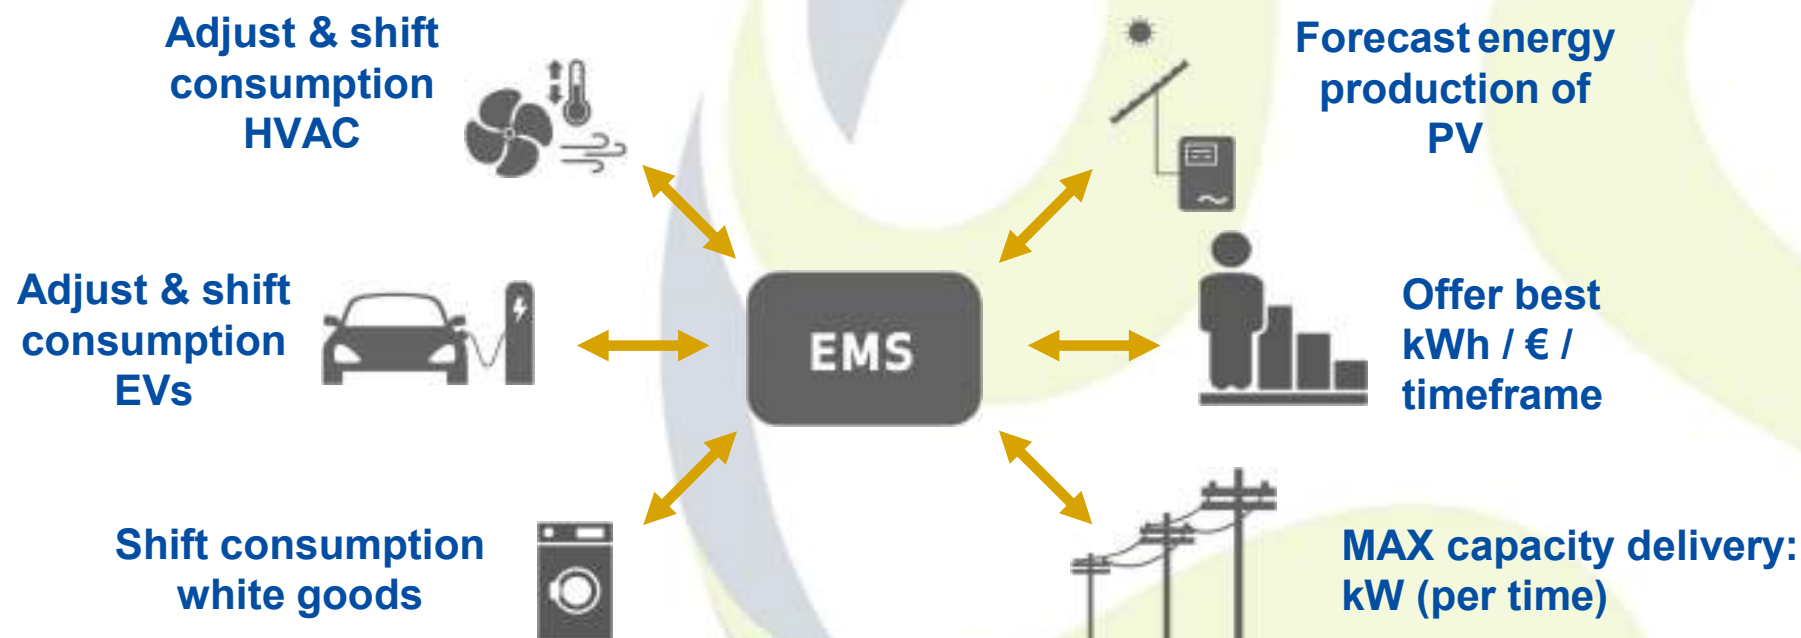 Adjust & shift
consumption
HVAC
Forecast energy
production of
PV
Adjust & shift
consumption
EVs
EMS
Offer best
kWh / € /
timeframe
Shift consumption
white goods
MAX capacity delivery:
kW (per time)